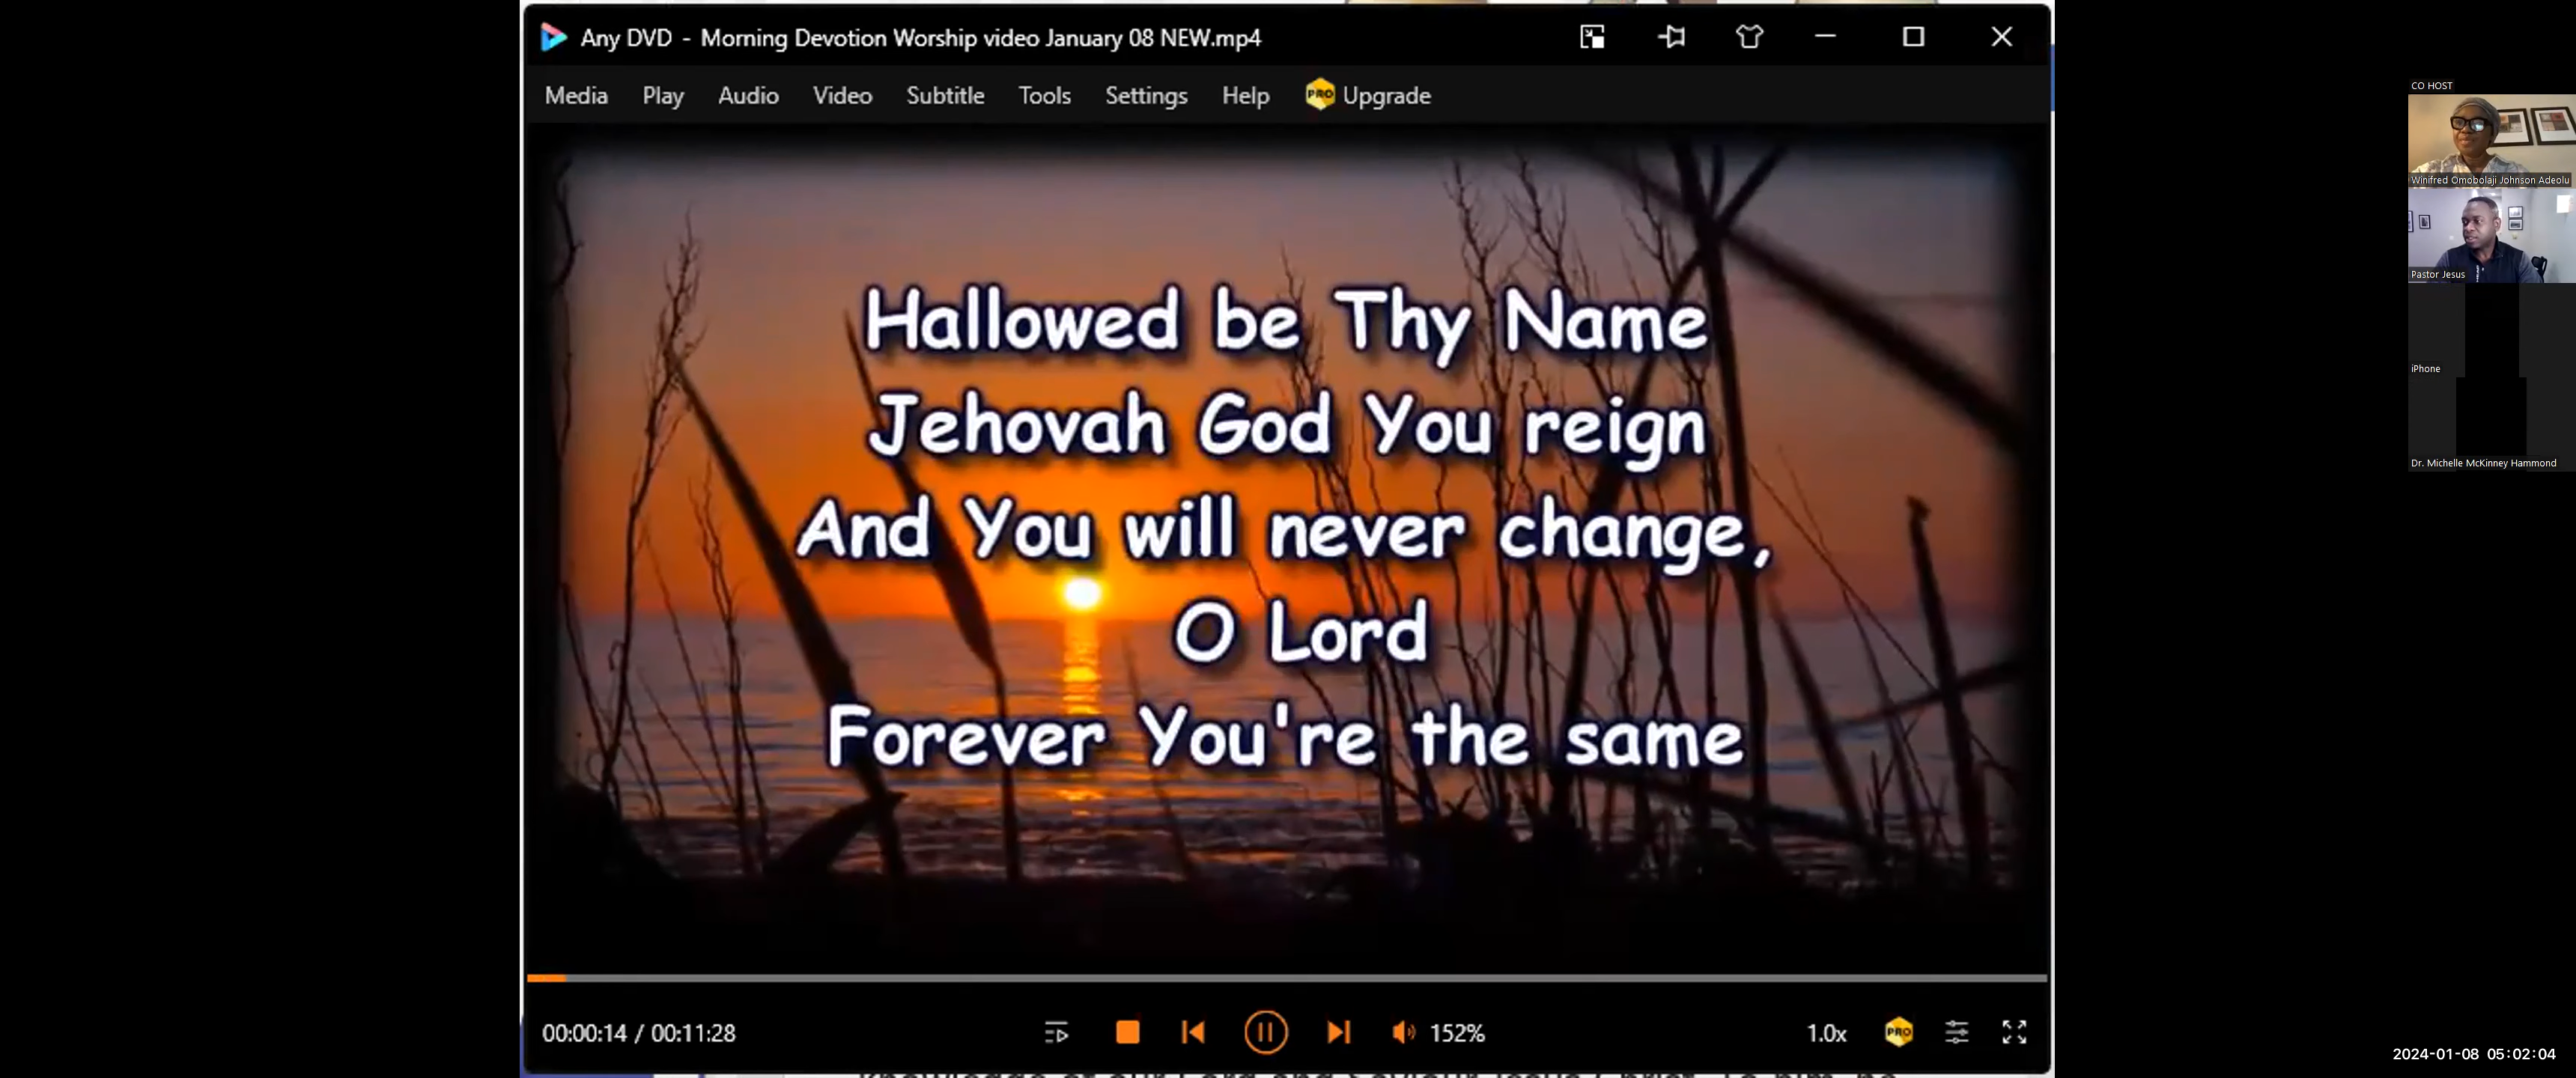 Any DVD - Morning Devotion Worship video January 08 NEW.mp4
Media Play Audio Video Subtitle Tools Settings Help PRO Upgrade
Hallowed be Thy Name
Jehovah God You reign
And You will never change,
O Lord
Forever You're the same
00:00:14 / 00:11:28
152%
1.0x
PRO
CO HOST
Winifred Omobolaji Johnson Adeolu
Pastor Jesus
iPhone
Dr. Michelle McKinney Hammond
2024-01-08 05:02:04